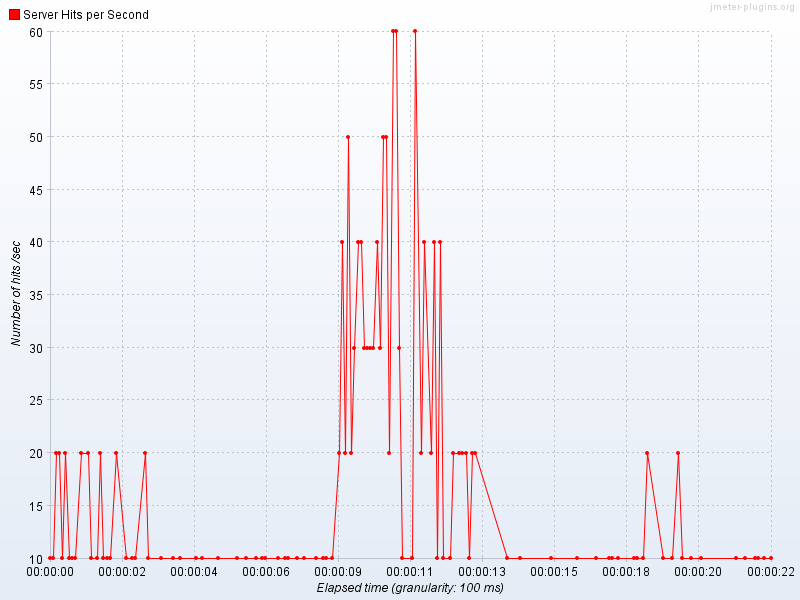 Server Hits per Second
jmeter-plugins.org
60
55
50
45
40
35
30
25
20
15
10
Number of hits /sec
00:00:00 00:00:02 00:00:04 00:00:06 00:00:09 00:00:11 00:00:13 00:00:15 00:00:18 00:00:20 00:00:22
Elapsed time (granularity: 100 ms)